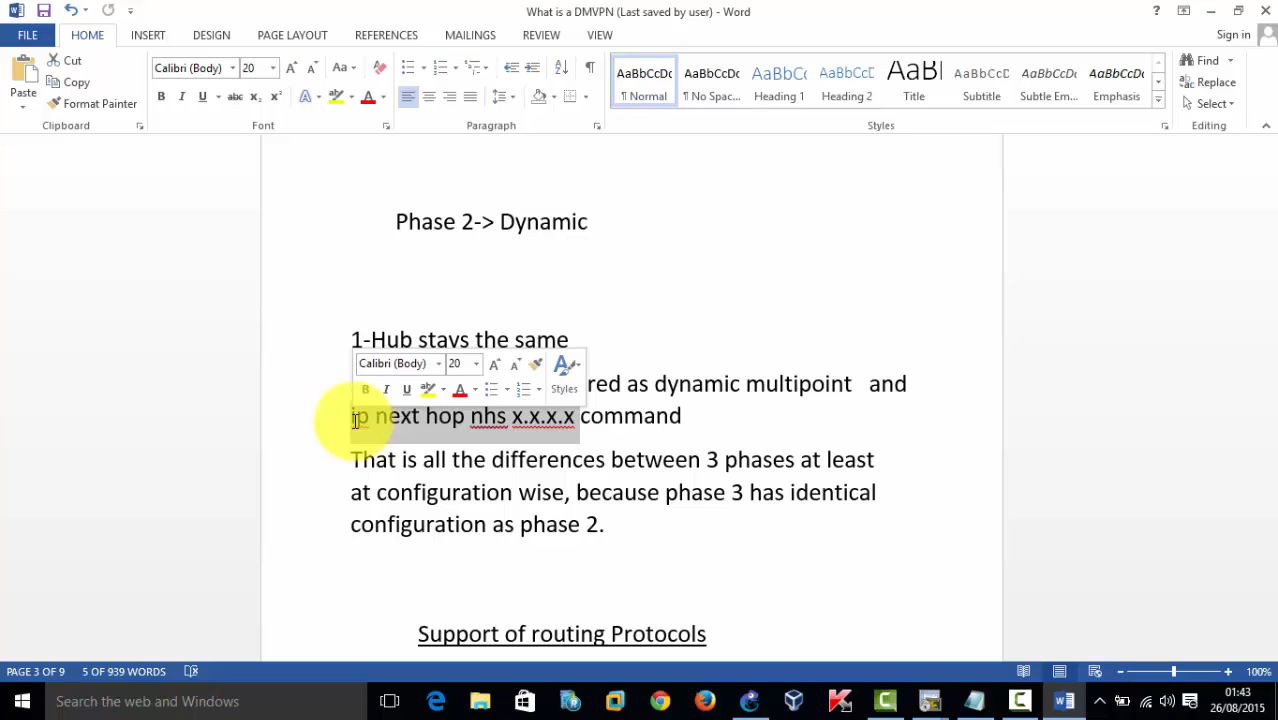 What is a DMVPN (Last saved by user) - Word
Sign in
FILE HOME INSERT DESIGN PAGE LAYOUT REFERENCES MAILINGS REVIEW VIEW
Paste
Cut
Copy
Format Painter
Clipboard
Calibri (Body) 20
Font
Paragraph
AaBbCcDc ¶ Normal
AaBbCcDc ¶ No Spac...
AaBbCc Heading 1
AaBbCcD Heading 2
AaB Title
AaBbCcD Subtitle
AaBbCcDc Subtle Em...
AaBbCcDc Emphasis
Styles
Find
Replace
Select
Editing
Phase 2-> Dynamic
1-Hub stays the same
Calibri (Body) 20
Styles
red as dynamic multipoint and
ip next hop nhs x.x.x.x command
That is all the differences between 3 phases at least
at configuration wise, because phase 3 has identical
configuration as phase 2.
Support of routing Protocols
PAGE 3 OF 9 5 OF 939 WORDS
100%
Search the web and Windows
01:43
26/08/2015